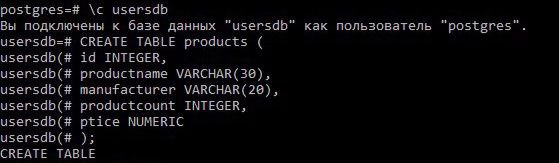 postgres=# \c usersdb
Вы подключены к базе данных "usersdb" как пользователь "postgres".
usersdb=# CREATE TABLE products (
usersdb(# id INTEGER,
usersdb(# productname VARCHAR(30),
usersdb(# manufacturer VARCHAR(20),
usersdb(# productcount INTEGER,
usersdb(# ptice NUMERIC
usersdb(# );
CREATE TABLE